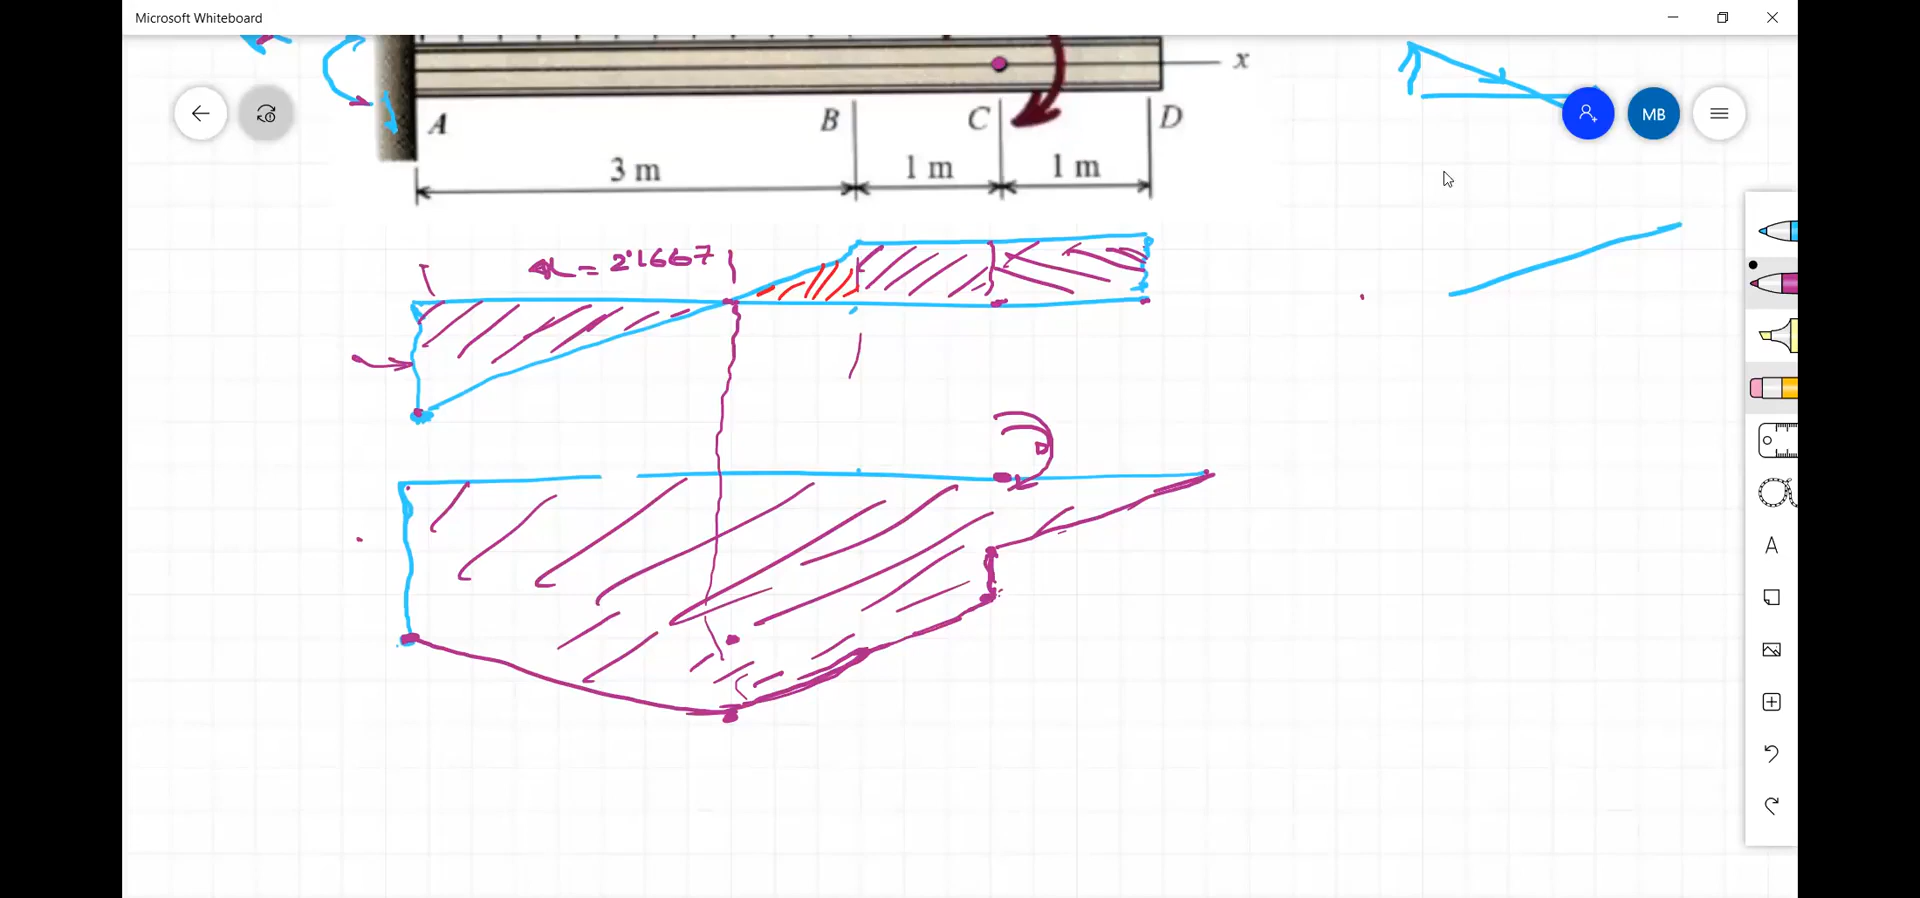 Microsoft Whiteboard
x
MB
A B C D
3 m 1 m 1 m
= 2.1667
A